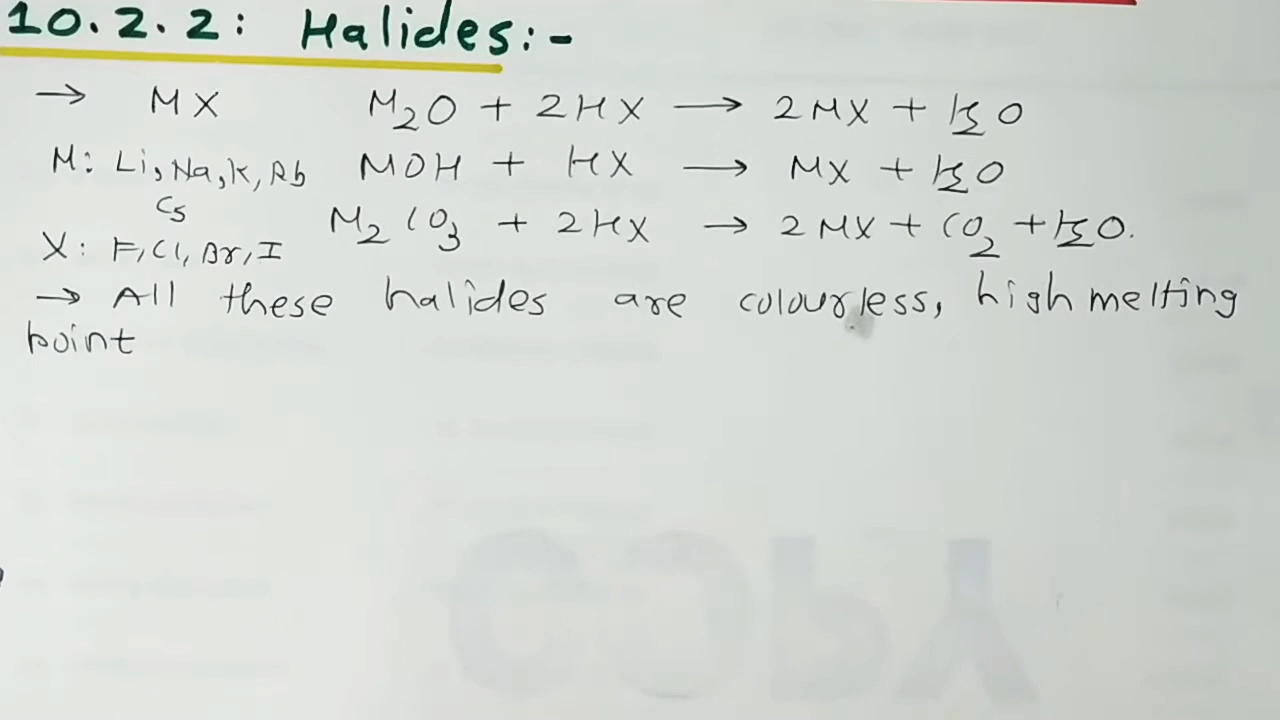 10.2.2: Halides:-
→ MX M₂O + 2HX → 2MX + H₂O
M: Li, Na, K, Rb MOH + HX → MX + H₂O
Cs M₂CO₃ + 2HX → 2MX + CO₂ + H₂O.
X: F, Cl, Br, I
→ All these halides are colourless, high melting
point